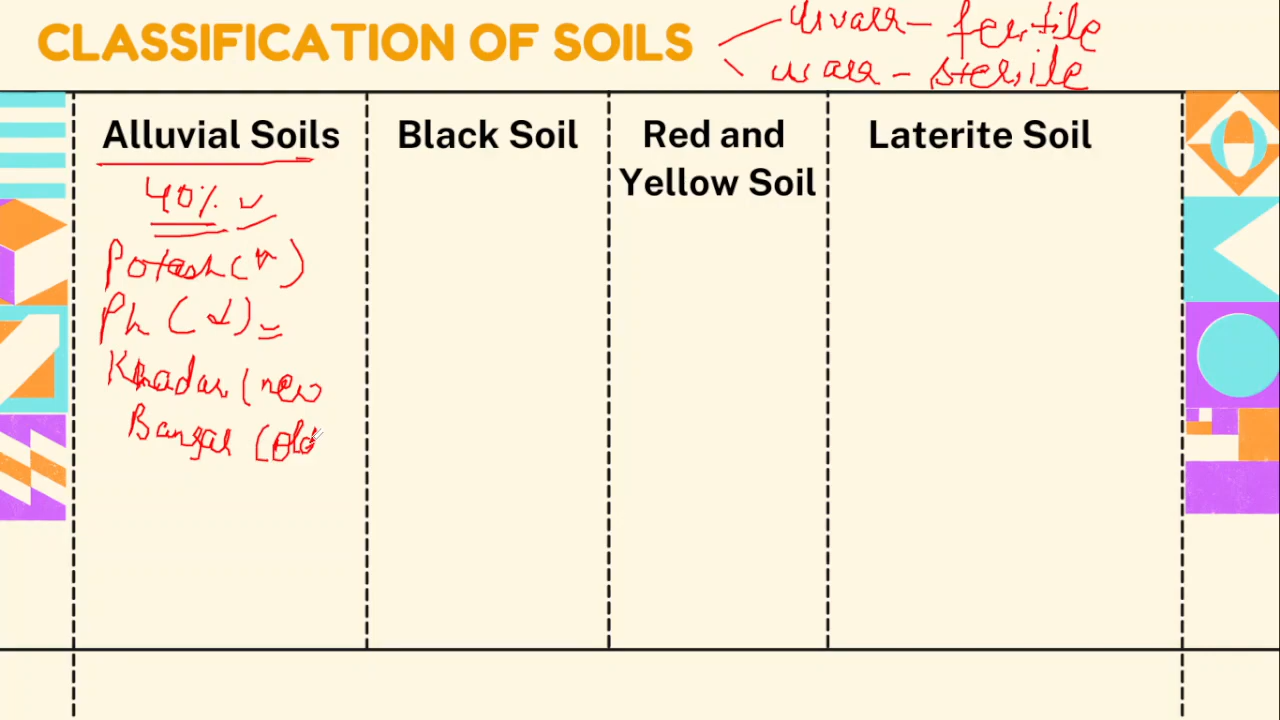 CLASSIFICATION OF SOILS
Urvara - fertile
usara - sterile
Alluvial Soils
40%
Potash (↑)
Ph (↓)
Khadar (new
Bangar (old
Black Soil
Red and
Yellow Soil
Laterite Soil